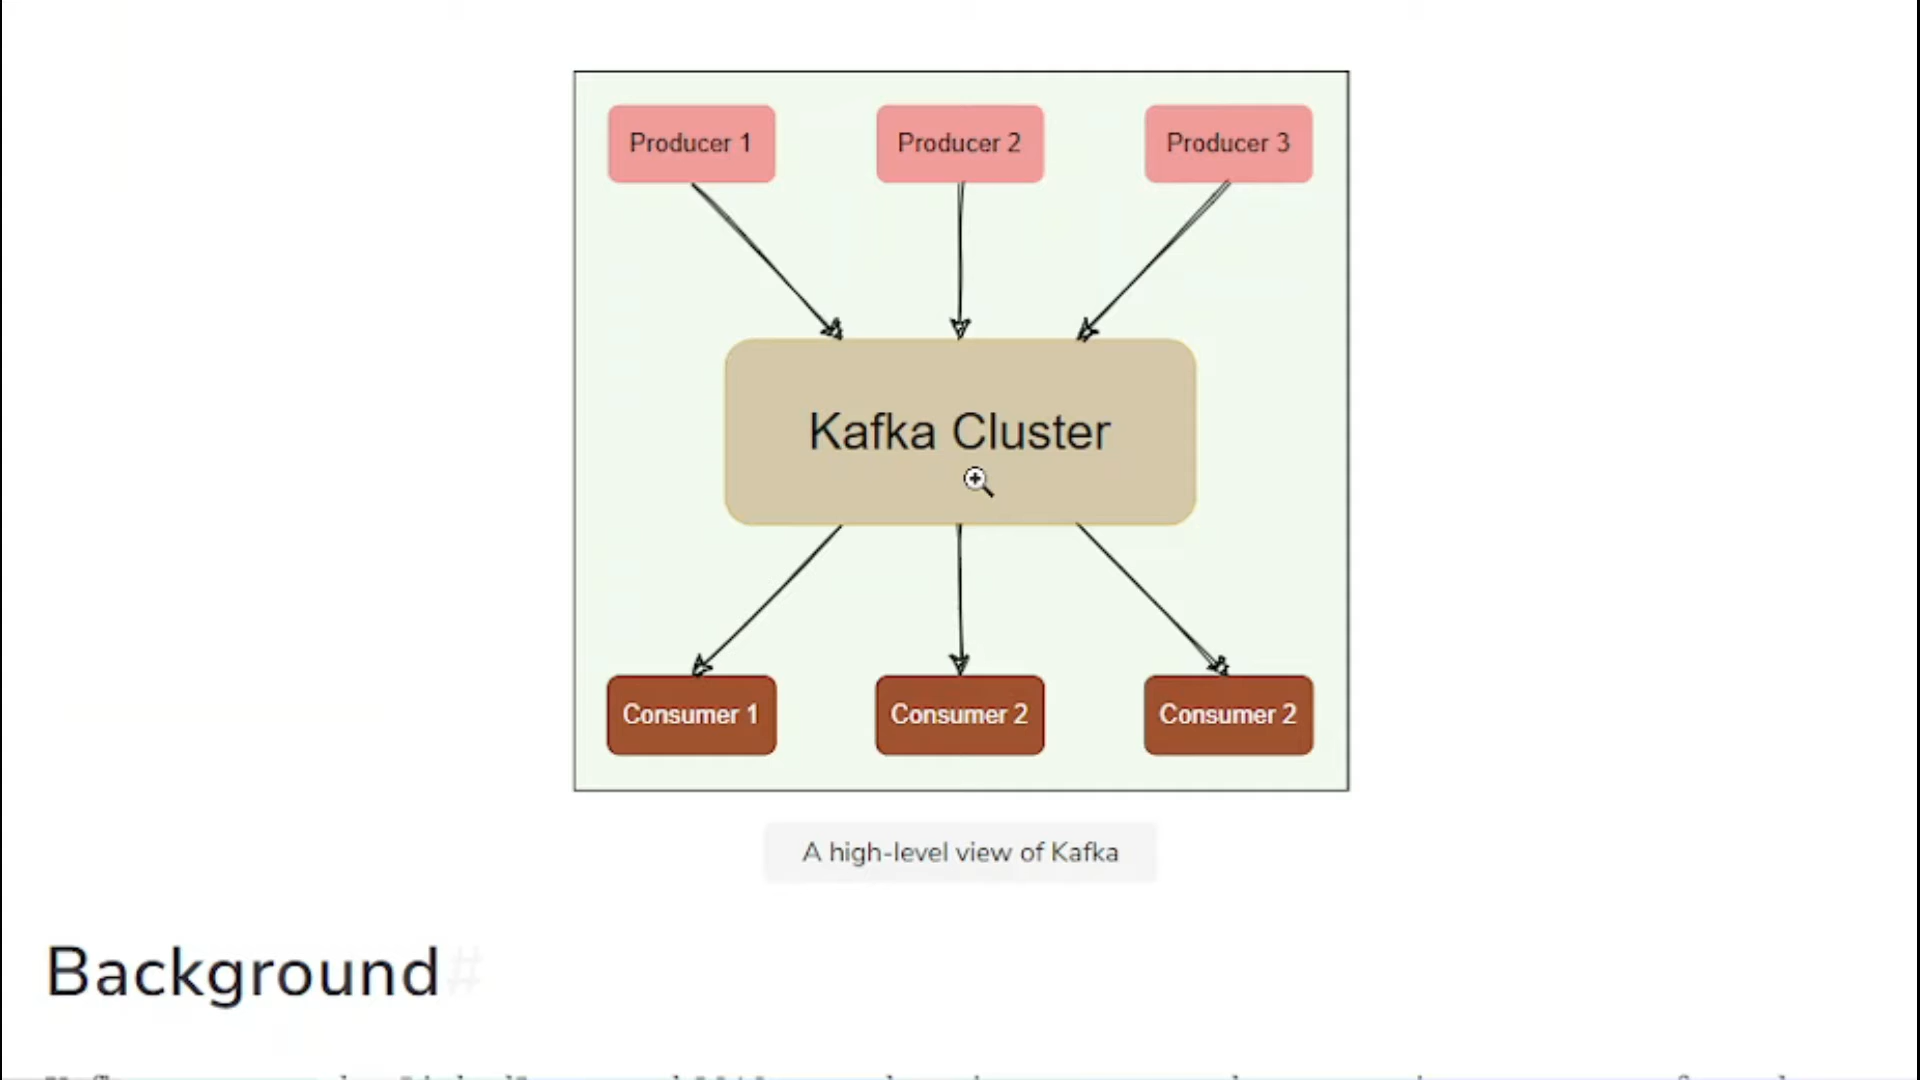 Producer 1
Producer 2
Producer 3
Kafka Cluster
Consumer 1
Consumer 2
Consumer 2
A high-level view of Kafka
Background#